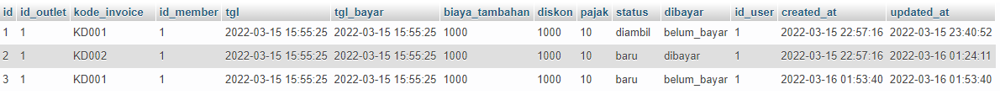 id id_outlet kode_invoice id_member tgl tgl_bayar biaya_tambahan diskon pajak status dibayar id_user created_at updated_at
1 1 KD001 1 2022-03-15 15:55:25 2022-03-15 15:55:25 1000 1000 10 diambil belum_bayar 1 2022-03-15 22:57:16 2022-03-15 23:40:52
2 1 KD002 1 2022-03-15 15:55:25 2022-03-15 15:55:25 1000 1000 10 baru dibayar 1 2022-03-15 22:57:16 2022-03-16 01:24:11
3 1 KD001 1 2022-03-15 15:55:25 2022-03-15 15:55:25 1000 1000 10 baru belum_bayar 1 2022-03-16 01:53:40 2022-03-16 01:53:40